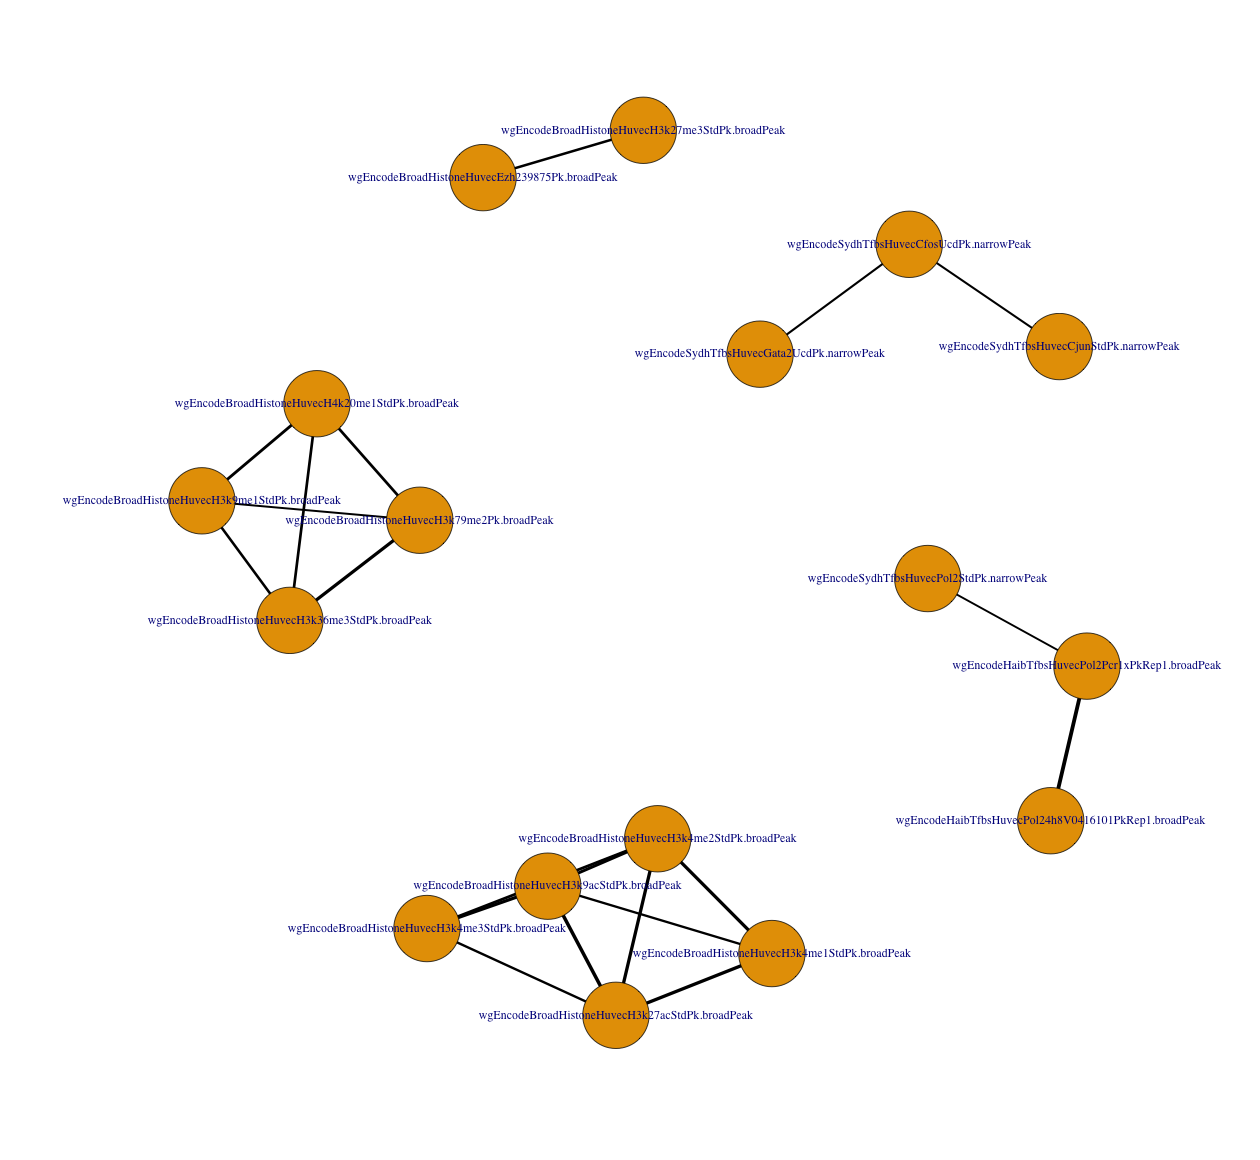 wgEncodeBroadHistoneHuvecH3k27me3StdPk.broadPeak
wgEncodeBroadHistoneHuvecEzh239875Pk.broadPeak
wgEncodeSydhTfbsHuvecCfosUcdPk.narrowPeak
wgEncodeSydhTfbsHuvecCjunStdPk.narrowPeak
wgEncodeSydhTfbsHuvecGata2UcdPk.narrowPeak
wgEncodeBroadHistoneHuvecH4k20me1StdPk.broadPeak
wgEncodeBroadHistoneHuvecH3k9me1StdPk.broadPeak
wgEncodeBroadHistoneHuvecH3k79me2Pk.broadPeak
wgEncodeSydhTfbsHuvecPol2StdPk.narrowPeak
wgEncodeBroadHistoneHuvecH3k36me3StdPk.broadPeak
wgEncodeHaibTfbsHuvecPol2Pcr1xPkRep1.broadPeak
wgEncodeHaibTfbsHuvecPol24h8V0416101PkRep1.broadPeak
wgEncodeBroadHistoneHuvecH3k4me2StdPk.broadPeak
wgEncodeBroadHistoneHuvecH3k9acStdPk.broadPeak
wgEncodeBroadHistoneHuvecH3k4me3StdPk.broadPeak
wgEncodeBroadHistoneHuvecH3k4me1StdPk.broadPeak
wgEncodeBroadHistoneHuvecH3k27acStdPk.broadPeak